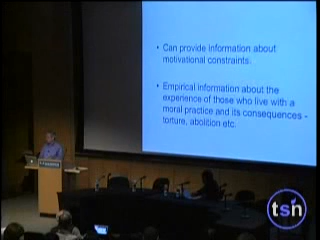 • Can provide information about
motivational constraints.
• Empirical information about the
experience of those who live with a
moral practice and its consequences -
torture, abolition etc.
tsn